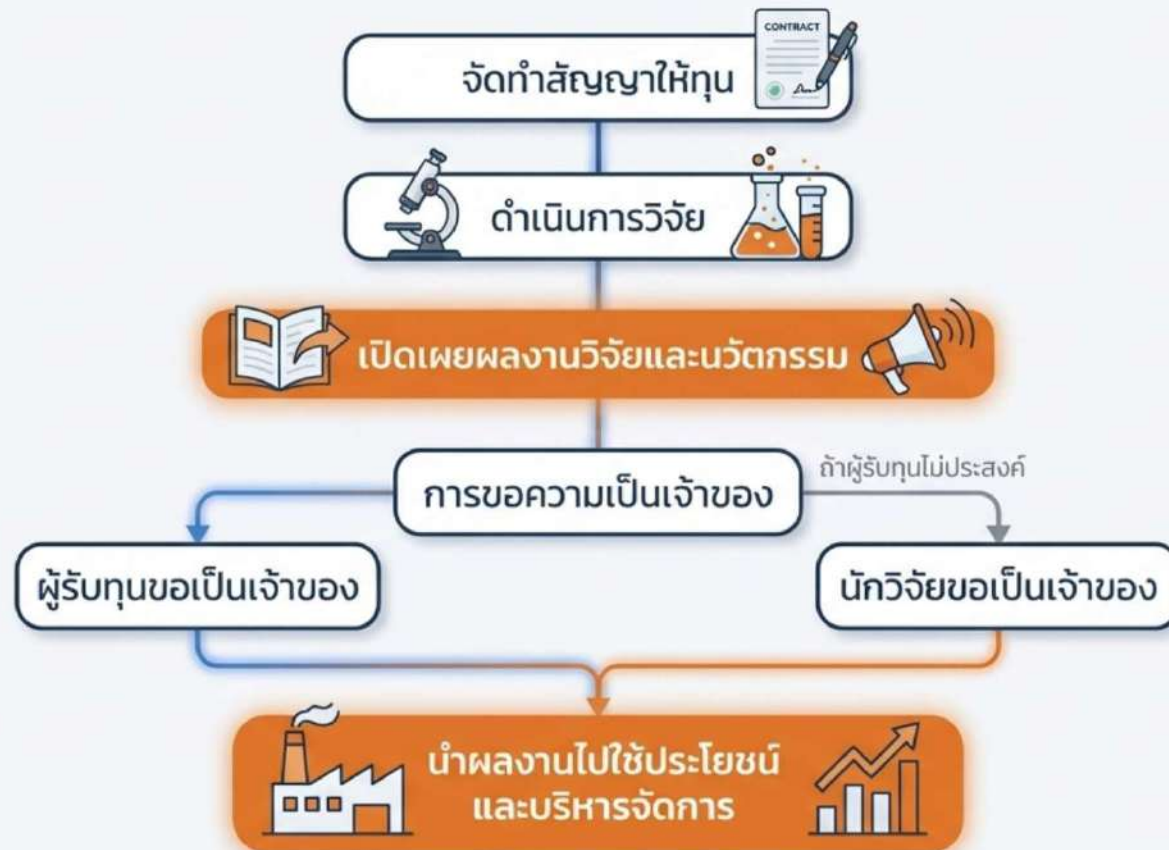 CONTRACT
จัดทำสัญญาให้ทุน
ดำเนินการวิจัย
เปิดเผยผลงานวิจัยและนวัตกรรม
การขอความเป็นเจ้าของ
ถ้าผู้รับทุนไม่ประสงค์
ผู้รับทุนขอเป็นเจ้าของ
นักวิจัยขอเป็นเจ้าของ
นำผลงานไปใช้ประโยชน์
และบริหารจัดการ